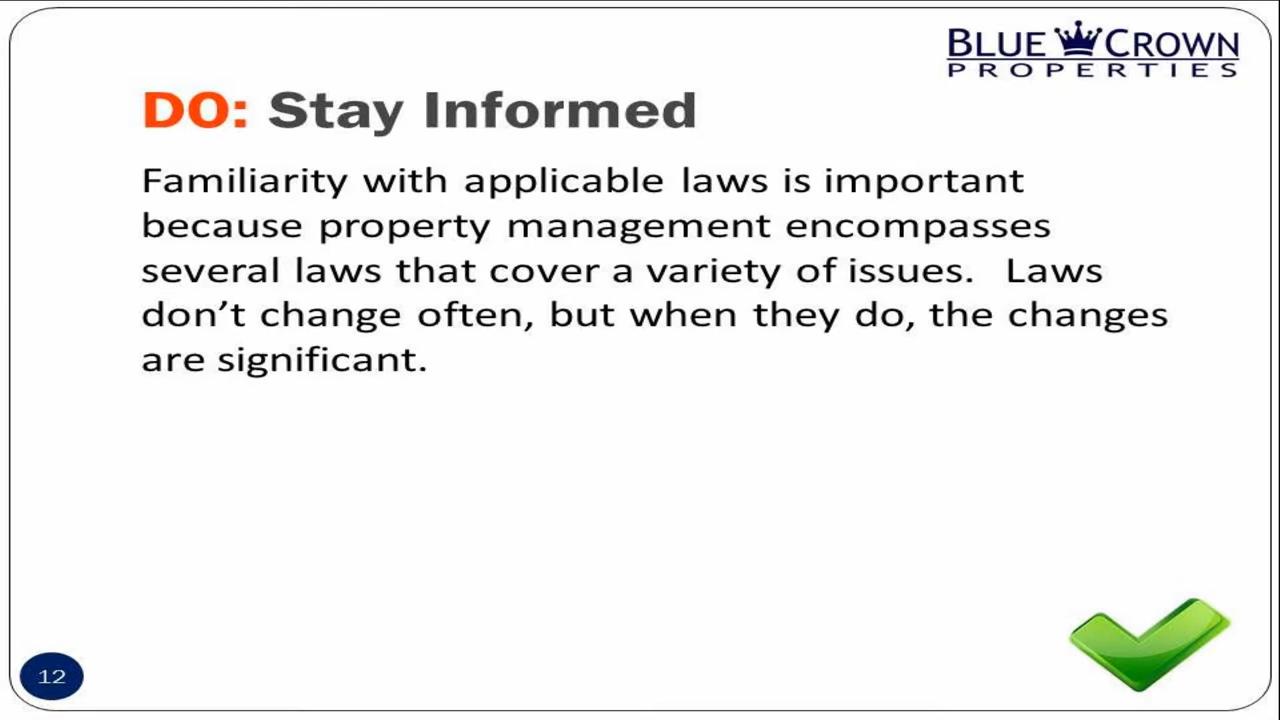 BLUE CROWN
PROPERTIES
DO: Stay Informed
Familiarity with applicable laws is important
because property management encompasses
several laws that cover a variety of issues.  Laws
don’t change often, but when they do, the changes
are significant.
12